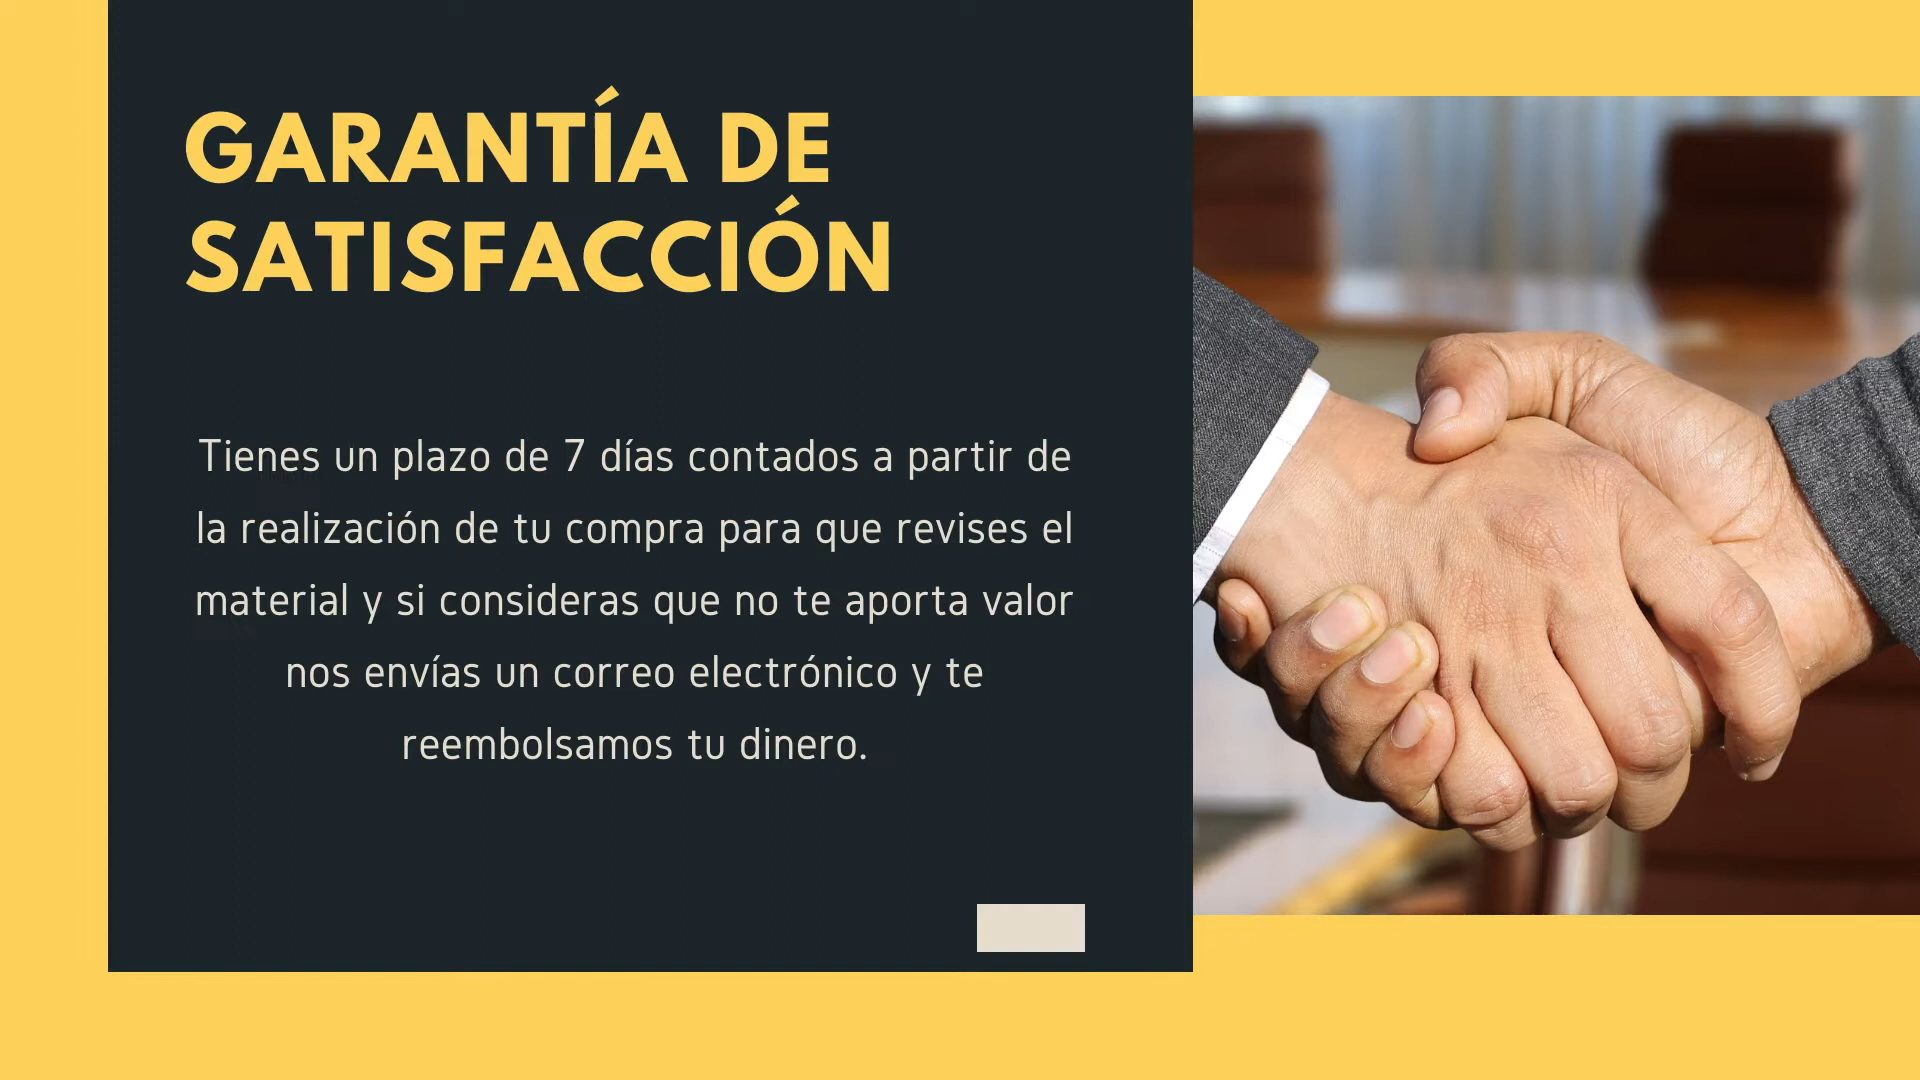 GARANTÍA DE
SATISFACCIÓN
Tienes un plazo de 7 días contados a partir de
la realización de tu compra para que revises el
material y si consideras que no te aporta valor
nos envías un correo electrónico y te
reembolsamos tu dinero.